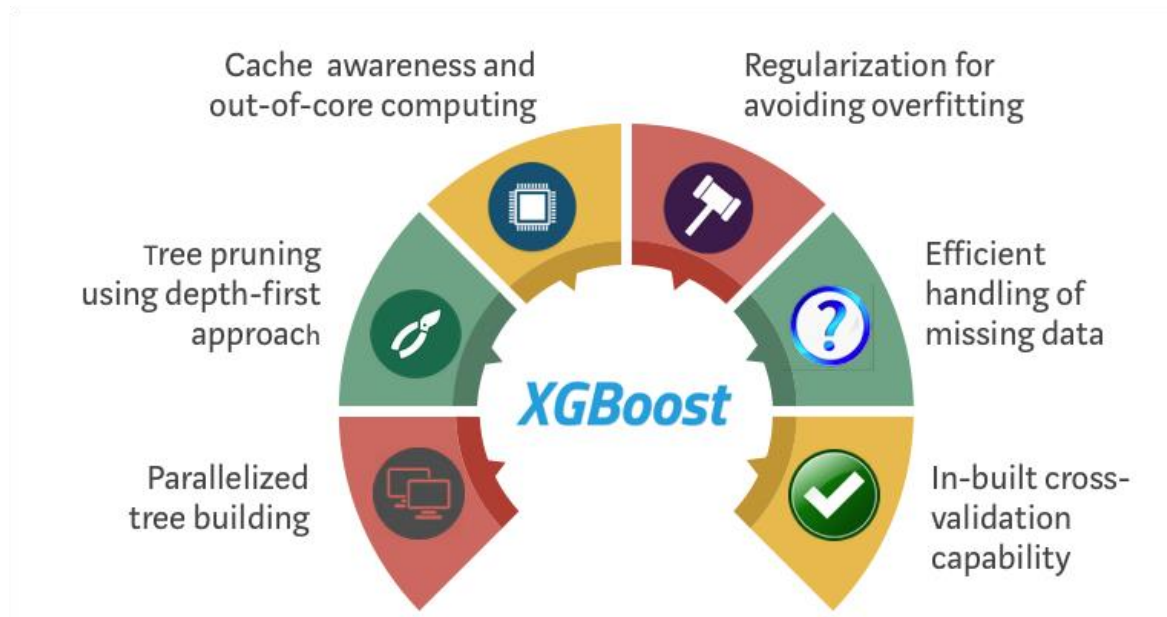 Cache awareness and
out-of-core computing
Regularization for
avoiding overfitting
Tree pruning
using depth-first
approach
Efficient
handling of
missing data
?
XGBoost
Parallelized
tree building
In-built cross-
validation
capability